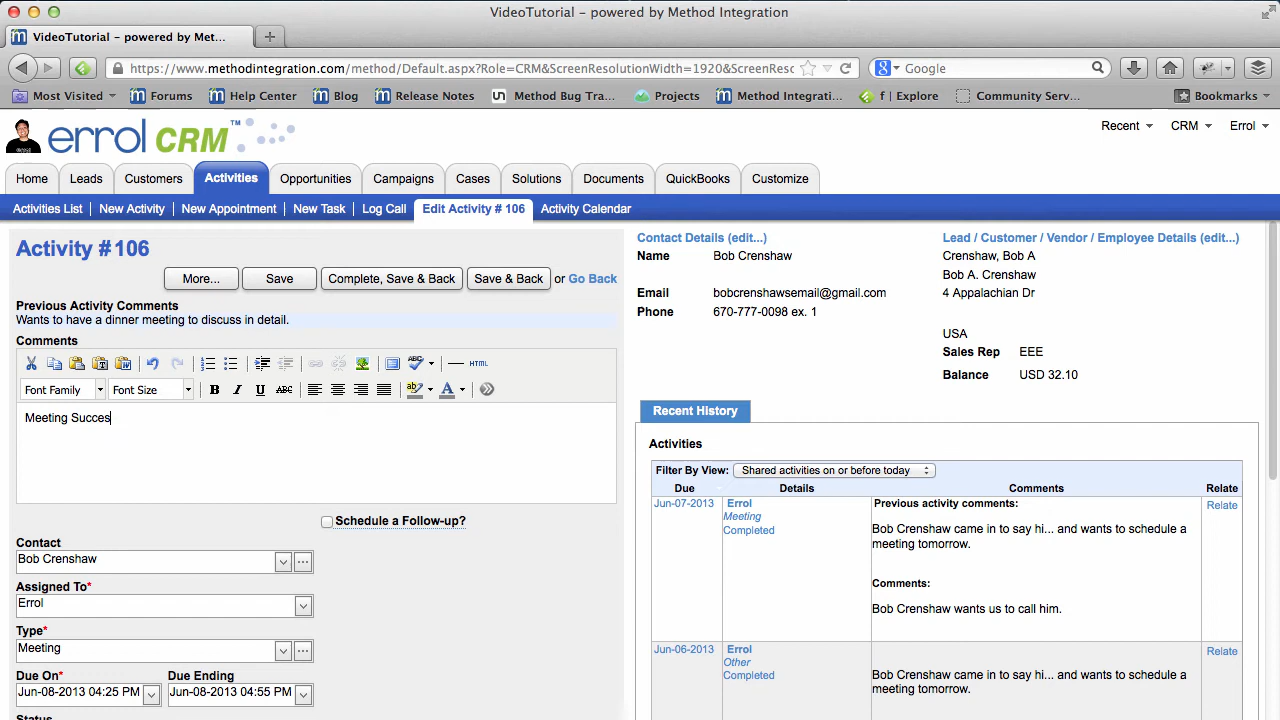 VideoTutorial - powered by Method Integration
VideoTutorial - powered by Met...
https://www.methodintegration.com/method/Default.aspx?Role=CRM&ScreenResolutionWidth=1920&ScreenResc
Google
Most Visited Forums Help Center Blog Release Notes Method Bug Tra... Projects Method Integrati... f | Explore Community Serv... Bookmarks
errol CRM™
Recent CRM Errol
Home Leads Customers Activities Opportunities Campaigns Cases Solutions Documents QuickBooks Customize
Activities List New Activity New Appointment New Task Log Call Edit Activity # 106 Activity Calendar
Activity # 106
More... Save Complete, Save & Back Save & Back or Go Back
Previous Activity Comments
Wants to have a dinner meeting to discuss in detail.
Comments
HTML
Font Family Font Size B I U ABC
Meeting Succes
Schedule a Follow-up?
Contact
Bob Crenshaw
Assigned To*
Errol
Type*
Meeting
Due On* Due Ending
Jun-08-2013 04:25 PM Jun-08-2013 04:55 PM
Status
Contact Details (edit...)
Name Bob Crenshaw
Email bobcrenshawsemail@gmail.com
Phone 670-777-0098 ex. 1
Lead / Customer / Vendor / Employee Details (edit...)
Crenshaw, Bob A
Bob A. Crenshaw
4 Appalachian Dr
USA
Sales Rep EEE
Balance USD 32.10
Recent History
Activities
Filter By View: Shared activities on or before today
Due Details Comments Relate
Jun-07-2013 Errol Previous activity comments: Relate
Meeting
Completed Bob Crenshaw came in to say hi... and wants to schedule a
meeting tomorrow.
Comments:
Bob Crenshaw wants us to call him.
Jun-06-2013 Errol Relate
Other
Completed Bob Crenshaw came in to say hi... and wants to schedule a
meeting tomorrow.